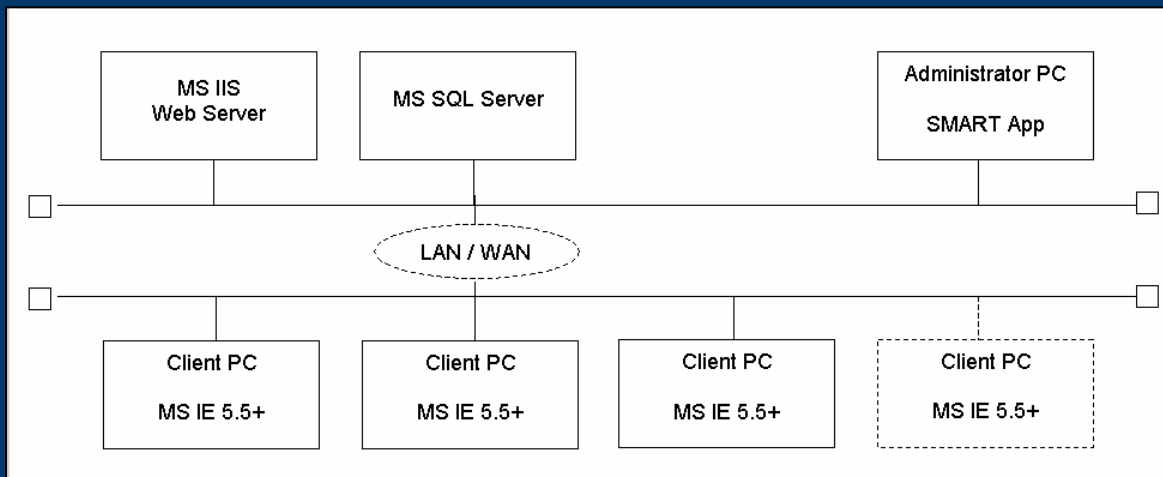 MS IIS
Web Server
MS SQL Server
Administrator PC
SMART App
LAN / WAN
Client PC
MS IE 5.5+
Client PC
MS IE 5.5+
Client PC
MS IE 5.5+
Client PC
MS IE 5.5+